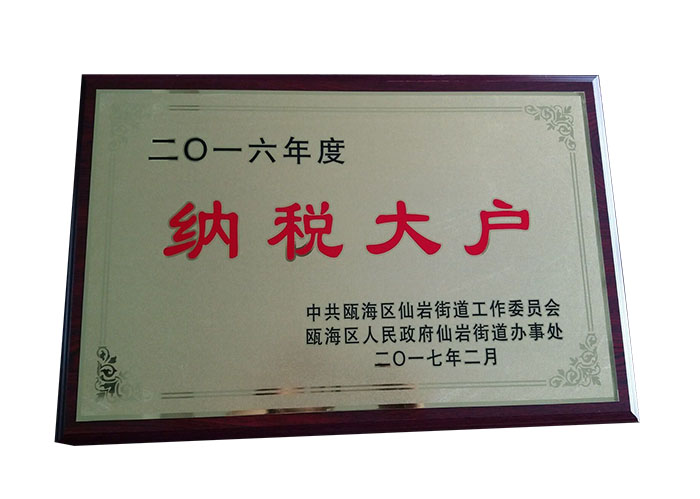 二〇一六年度
纳税大户
中共瓯海区仙岩街道工作委员会
瓯海区人民政府仙岩街道办事处
二〇一七年二月